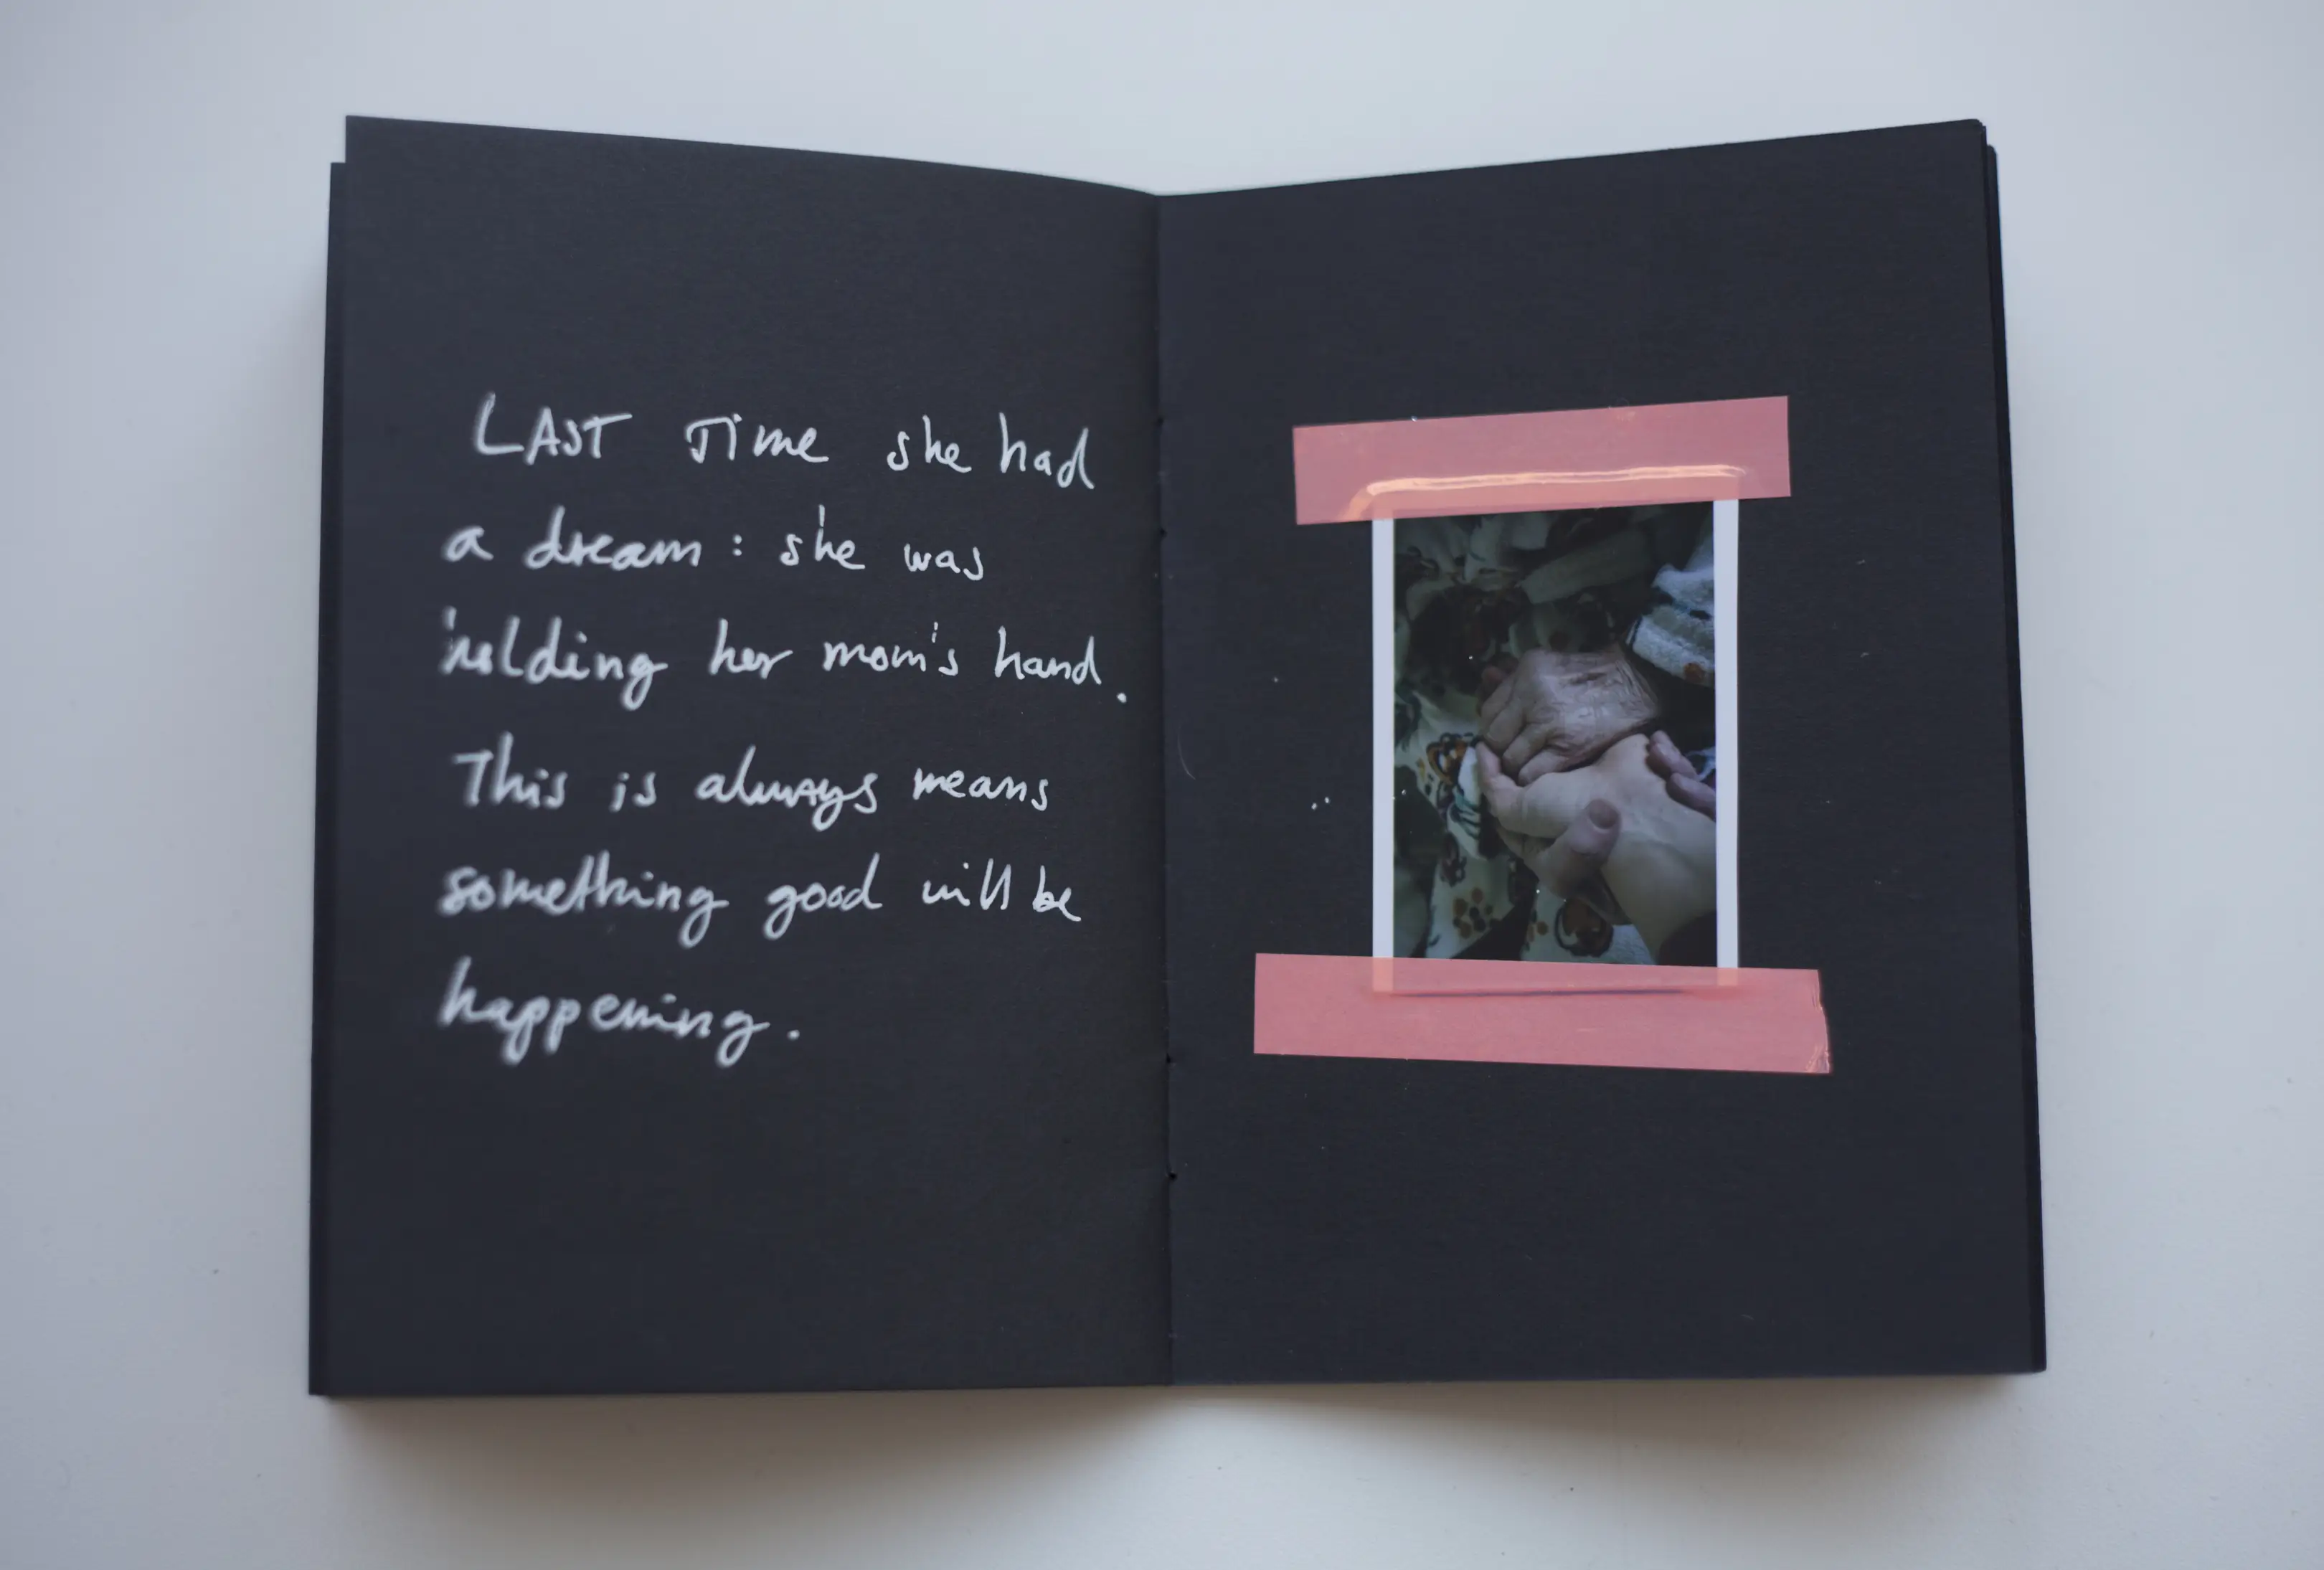 LAST Time she had
a dream: she was
holding her mom's hand.
This is always means
something good will be
happening.